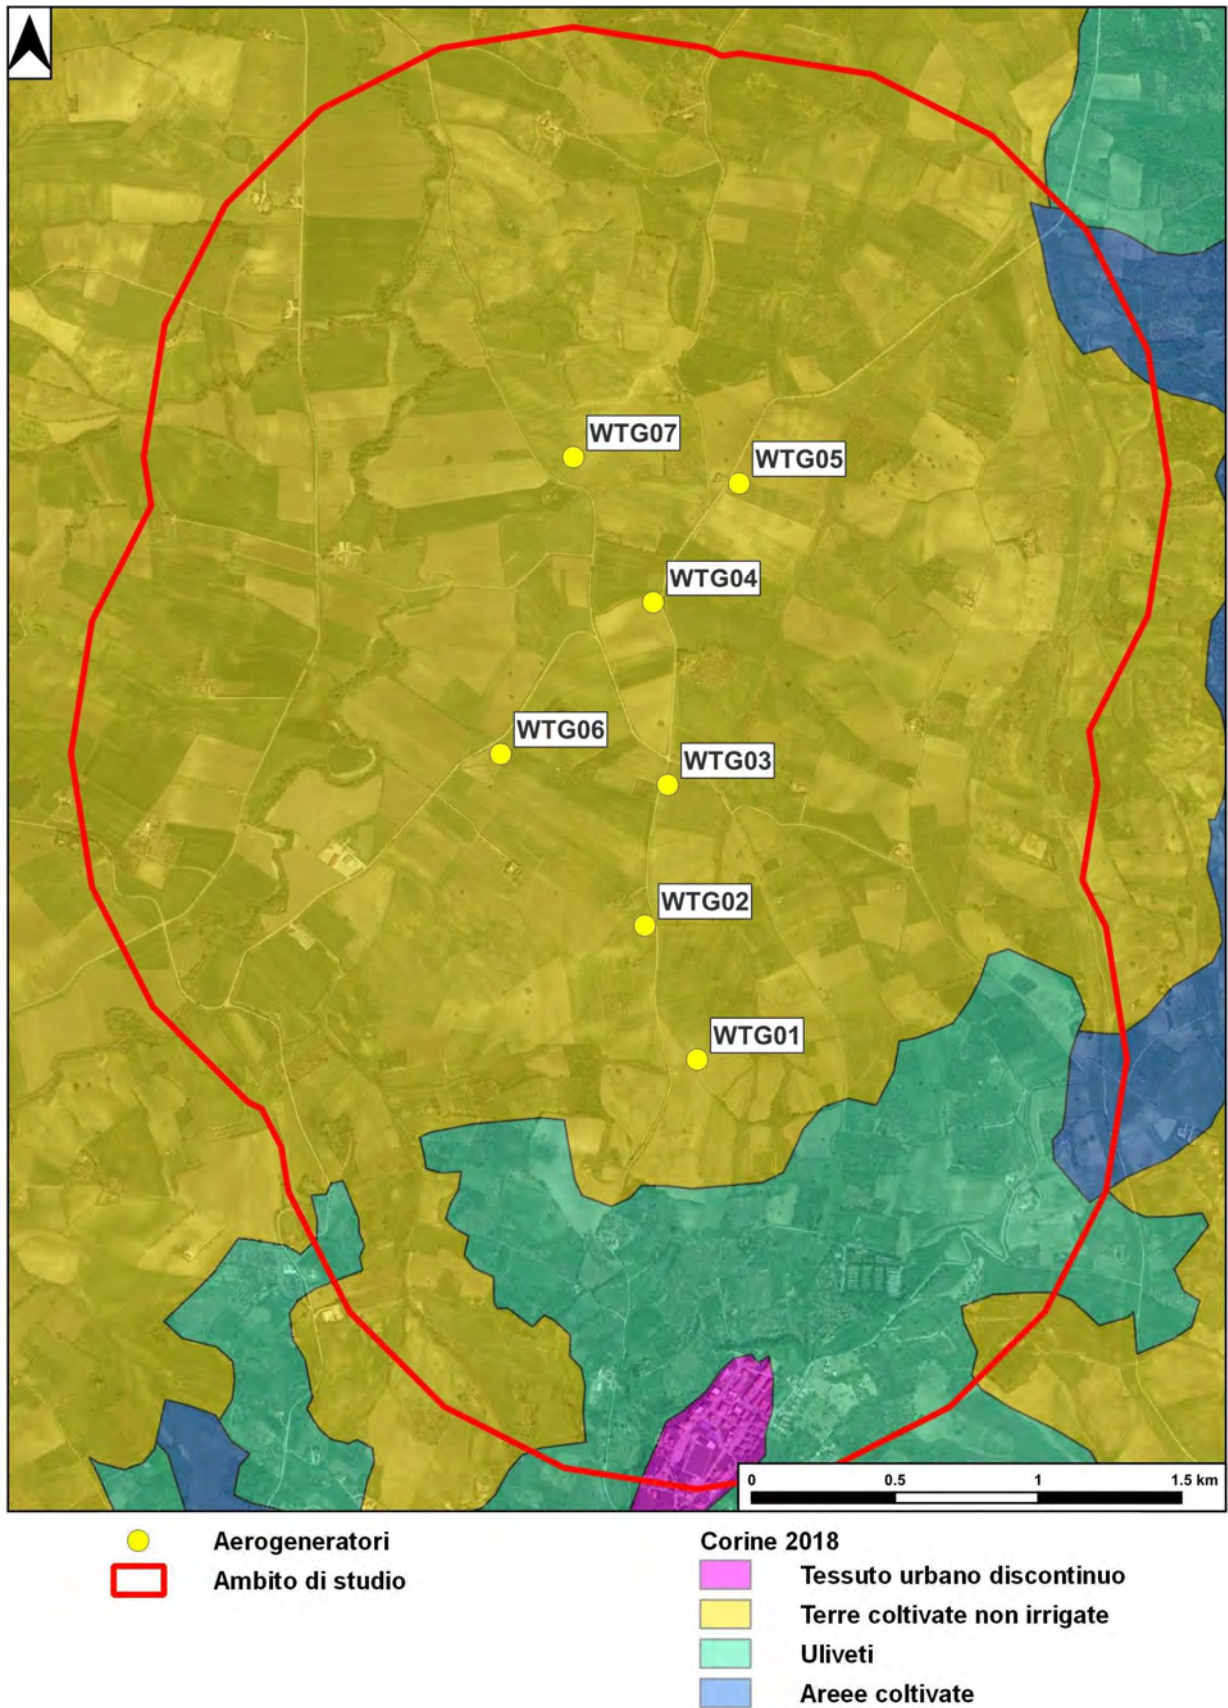 WTG07
WTG05
WTG04
WTG06
WTG03
WTG02
WTG01
0 0.5 1 1.5 km
Aerogeneratori
Ambito di studio
Corine 2018
Tessuto urbano discontinuo
Terre coltivate non irrigate
Uliveti
Areee coltivate